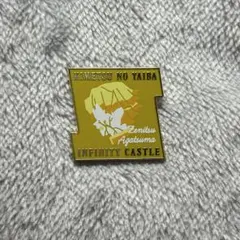 KIMETSU NO YAIBA
Zenitsu
Agatsuma
INFINITY CASTLE